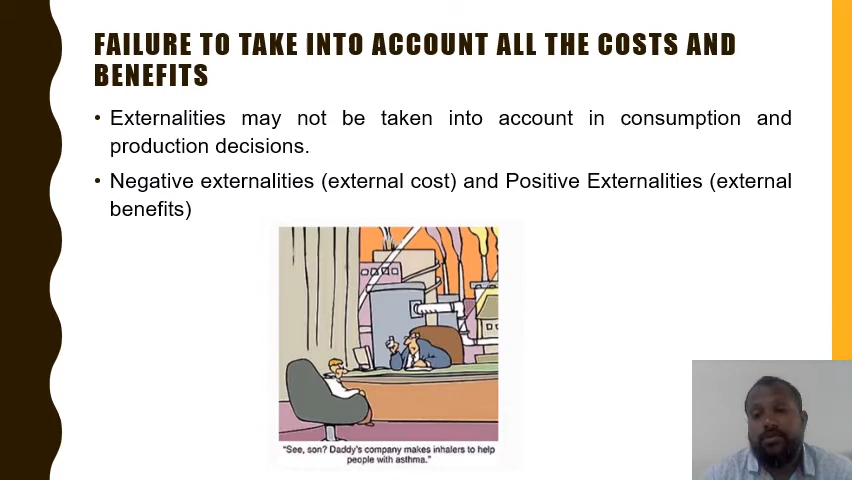 FAILURE TO TAKE INTO ACCOUNT ALL THE COSTS AND
BENEFITS
• Externalities may not be taken into account in consumption and
production decisions.
• Negative externalities (external cost) and Positive Externalities (external
benefits)
"See, son? Daddy's company makes inhalers to help
people with asthma."